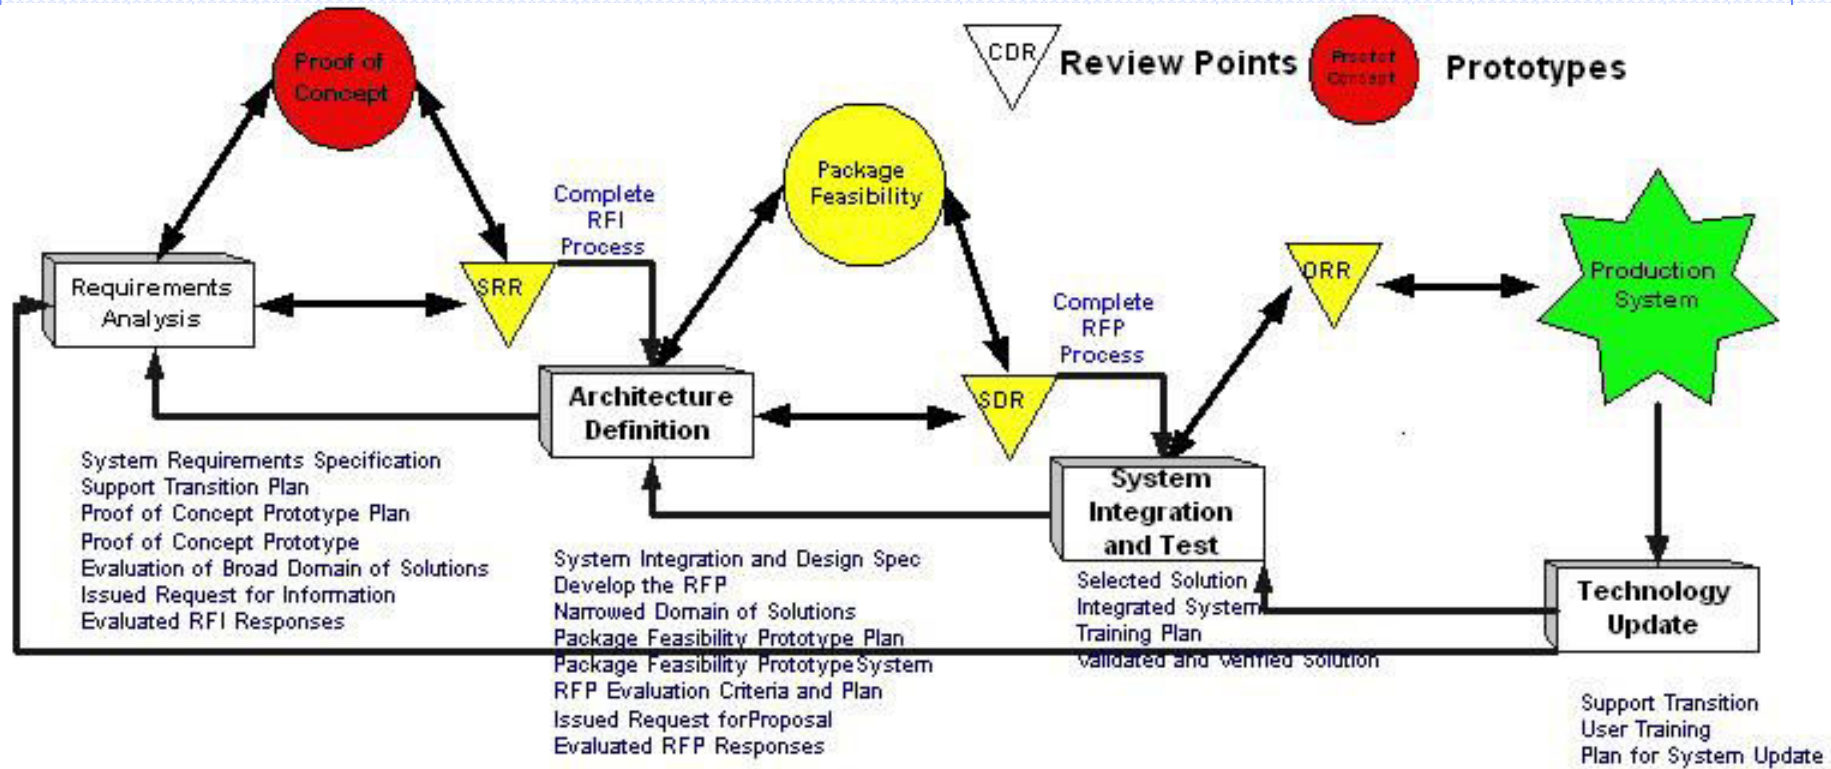 Proof of
Concept
CDR
Review Points
Proof of
Concept
Prototypes
Package
Feasibility
Complete
RFI
Process
Requirements
Analysis
SRR
Complete
RFP
Process
ORR
Production
System
Architecture
Definition
SDR
System Requirements Specification
Support Transition Plan
Proof of Concept Prototype Plan
Proof of Concept Prototype
Evaluation of Broad Domain of Solutions
Issued Request for Information
Evaluated RFI Responses
System
Integration
and Test
System Integration and Design Spec
Develop the RFP
Narrowed Domain of Solutions
Package Feasibility Prototype Plan
Package Feasibility PrototypeSystem
RFP Evaluation Criteria and Plan
Issued Request forProposal
Evaluated RFP Responses
Selected Solution
Integrated System
Training Plan
Validated and Verified Solution
Technology
Update
Support Transition
User Training
Plan for System Update